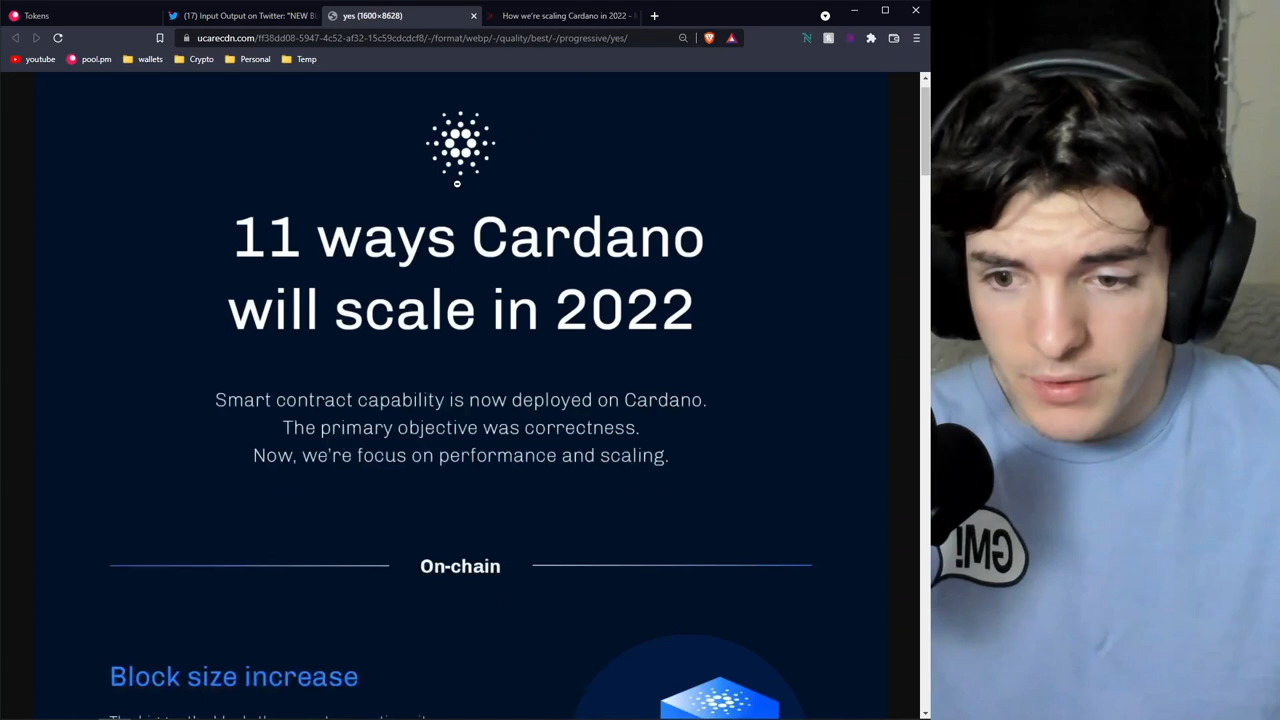 Tokens
(17) Input Output on Twitter: "NEW B
yes (1600×8628)
How we're scaling Cardano in 2022 -
ucarecdn.com/ff38dd08-5947-4c52-af32-15c59cdcdcf8/-/format/webp/-/quality/best/-/progressive/yes/
youtube
pool.pm
wallets
Crypto
Personal
Temp
11 ways Cardano
will scale in 2022
Smart contract capability is now deployed on Cardano.
The primary objective was correctness.
Now, we're focus on performance and scaling.
On-chain
Block size increase
GM!